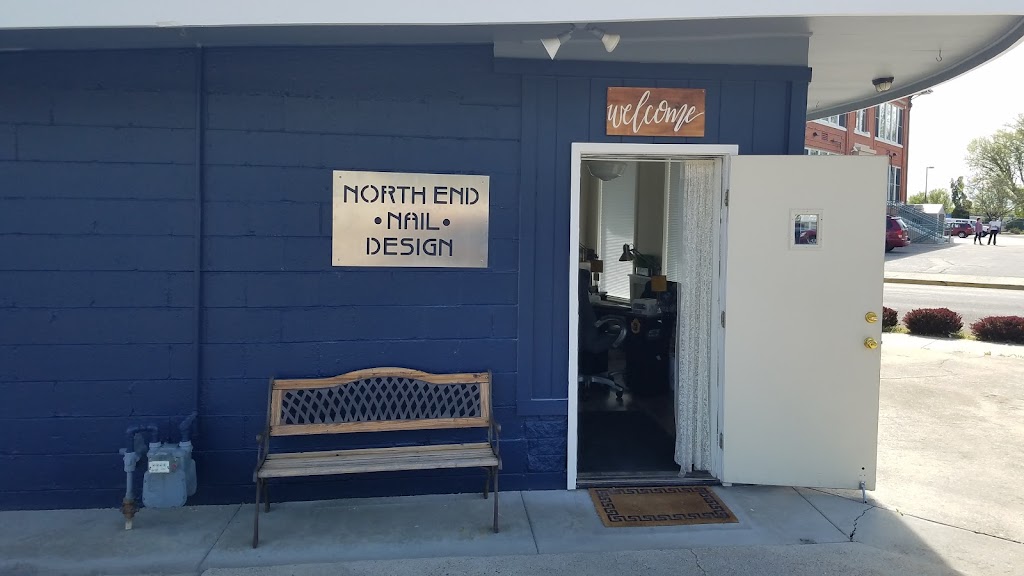 welcome
NORTH END
• NAIL •
DESIGN